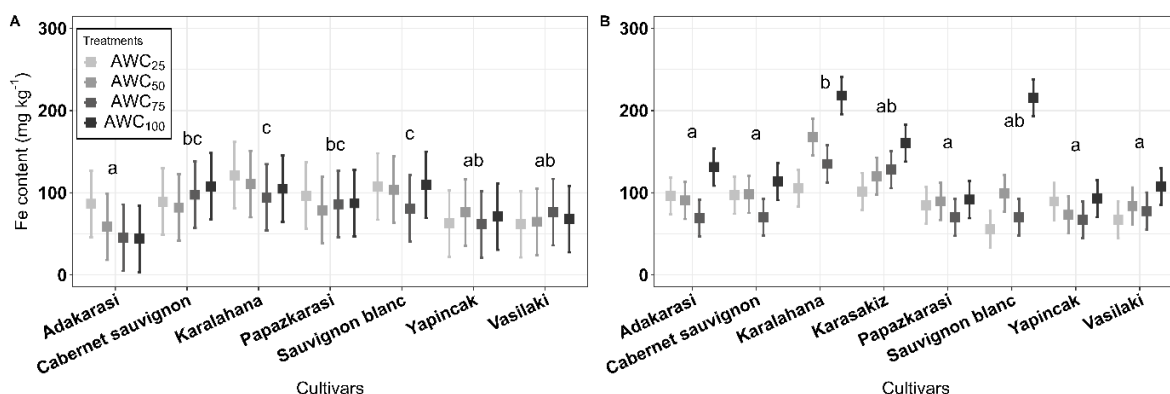 A
Fe content (mg kg⁻¹)
300
200
100
0
Treatments
AWC₂₅
AWC₅₀
AWC₇₅
AWC₁₀₀
a
bc
c
bc
c
ab
ab
Adakarasi
Cabernet sauvignon
Karalahana
Papazkarasi
Sauvignon blanc
Yapincak
Vasilaki
Cultivars
B
300
200
100
0
a
a
b
ab
a
ab
a
a
Adakarasi
Cabernet sauvignon
Karalahana
Karasakiz
Papazkarasi
Sauvignon blanc
Yapincak
Vasilaki
Cultivars